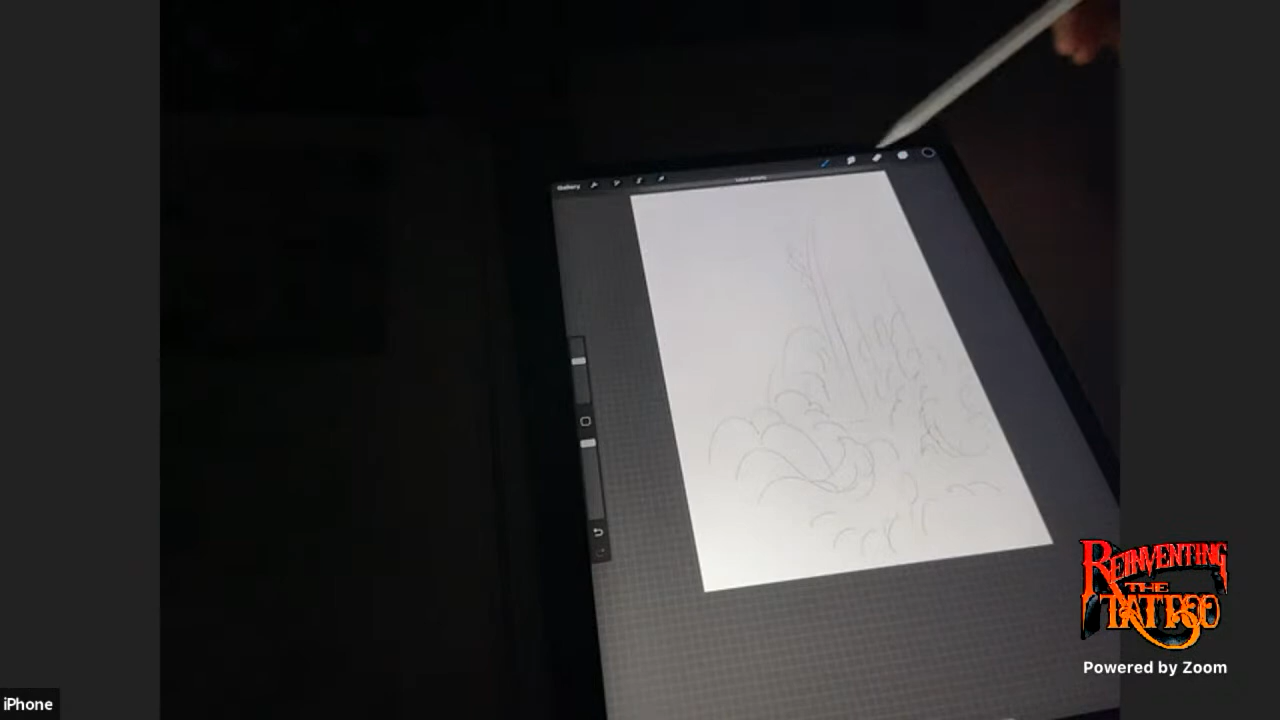 Gallery
REINVENTING
THE
TATTOO
Powered by Zoom
iPhone